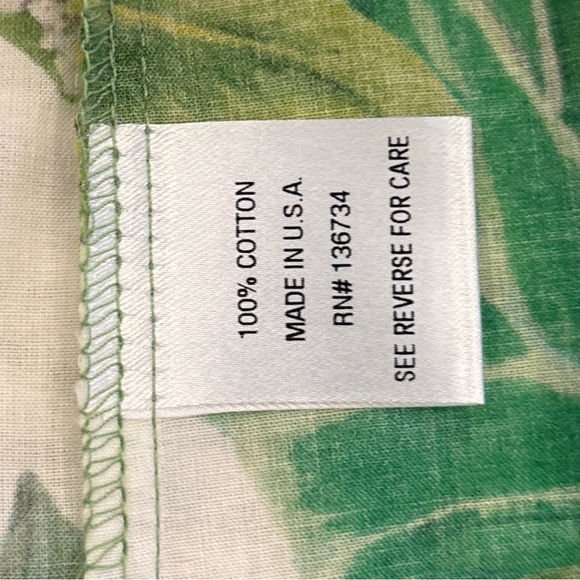 100% COTTON
MADE IN U.S.A.
RN# 136734
SEE REVERSE FOR CARE